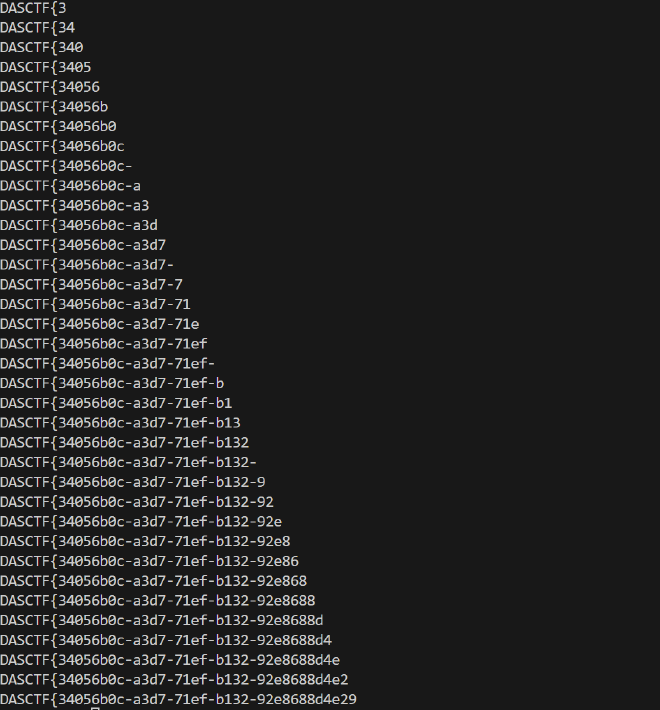 DASCTF{3
DASCTF{34
DASCTF{340
DASCTF{3405
DASCTF{34056
DASCTF{34056b
DASCTF{34056b0
DASCTF{34056b0c
DASCTF{34056b0c-
DASCTF{34056b0c-a
DASCTF{34056b0c-a3
DASCTF{34056b0c-a3d
DASCTF{34056b0c-a3d7
DASCTF{34056b0c-a3d7-
DASCTF{34056b0c-a3d7-7
DASCTF{34056b0c-a3d7-71
DASCTF{34056b0c-a3d7-71e
DASCTF{34056b0c-a3d7-71ef
DASCTF{34056b0c-a3d7-71ef-
DASCTF{34056b0c-a3d7-71ef-b
DASCTF{34056b0c-a3d7-71ef-b1
DASCTF{34056b0c-a3d7-71ef-b13
DASCTF{34056b0c-a3d7-71ef-b132
DASCTF{34056b0c-a3d7-71ef-b132-
DASCTF{34056b0c-a3d7-71ef-b132-9
DASCTF{34056b0c-a3d7-71ef-b132-92
DASCTF{34056b0c-a3d7-71ef-b132-92e
DASCTF{34056b0c-a3d7-71ef-b132-92e8
DASCTF{34056b0c-a3d7-71ef-b132-92e86
DASCTF{34056b0c-a3d7-71ef-b132-92e868
DASCTF{34056b0c-a3d7-71ef-b132-92e8688
DASCTF{34056b0c-a3d7-71ef-b132-92e8688d
DASCTF{34056b0c-a3d7-71ef-b132-92e8688d4
DASCTF{34056b0c-a3d7-71ef-b132-92e8688d4e
DASCTF{34056b0c-a3d7-71ef-b132-92e8688d4e2
DASCTF{34056b0c-a3d7-71ef-b132-92e8688d4e29